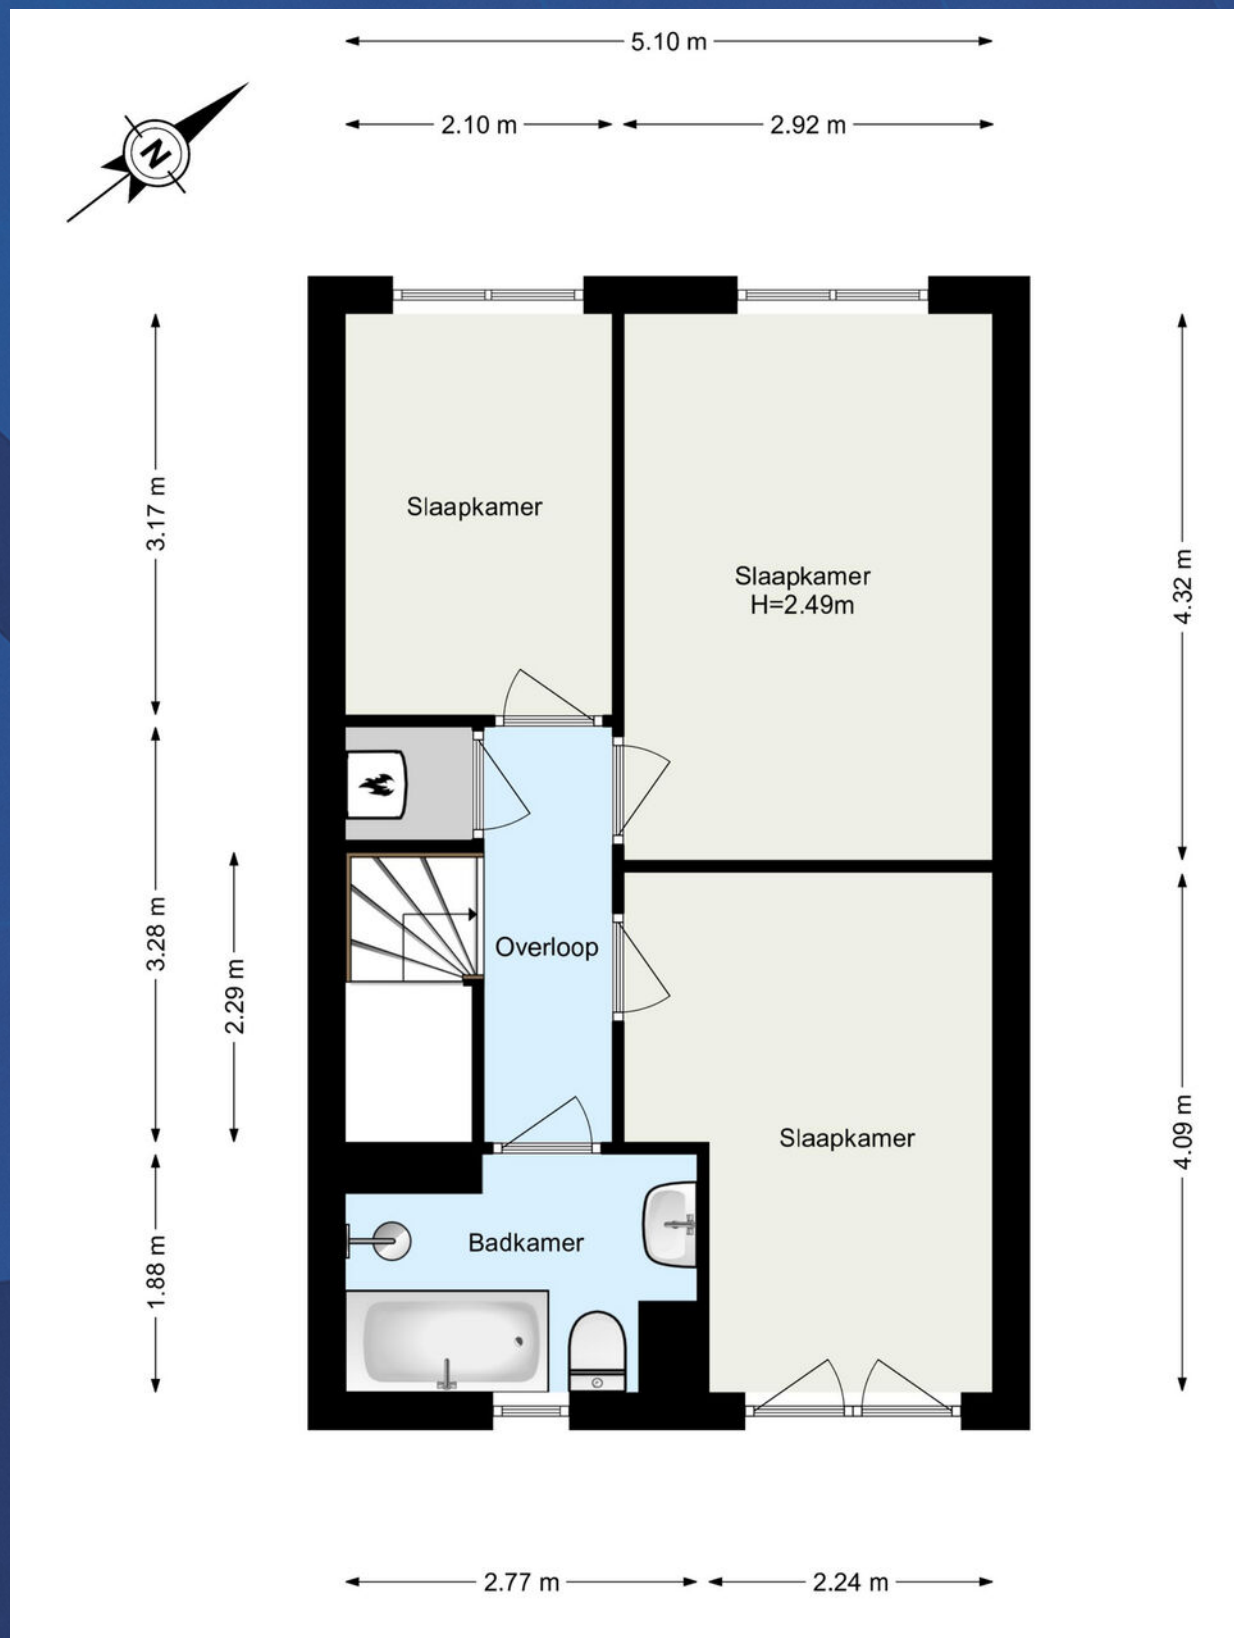 5.10 m
2.10 m
2.92 m
N
3.17 m
Slaapkamer
Slaapkamer
H=2.49m
4.32 m
3.28 m
2.29 m
Overloop
Slaapkamer
4.09 m
1.88 m
Badkamer
2.77 m
2.24 m